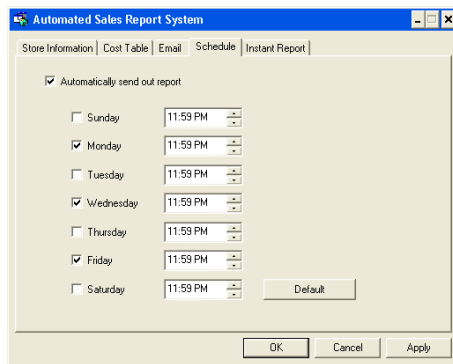 Automated Sales Report System
Store Information Cost Table Email Schedule Instant Report
Automatically send out report
Sunday 11:59 PM
Monday 11:59 PM
Tuesday 11:59 PM
Wednesday 11:59 PM
Thursday 11:59 PM
Friday 11:59 PM
Saturday 11:59 PM Default
OK Cancel Apply